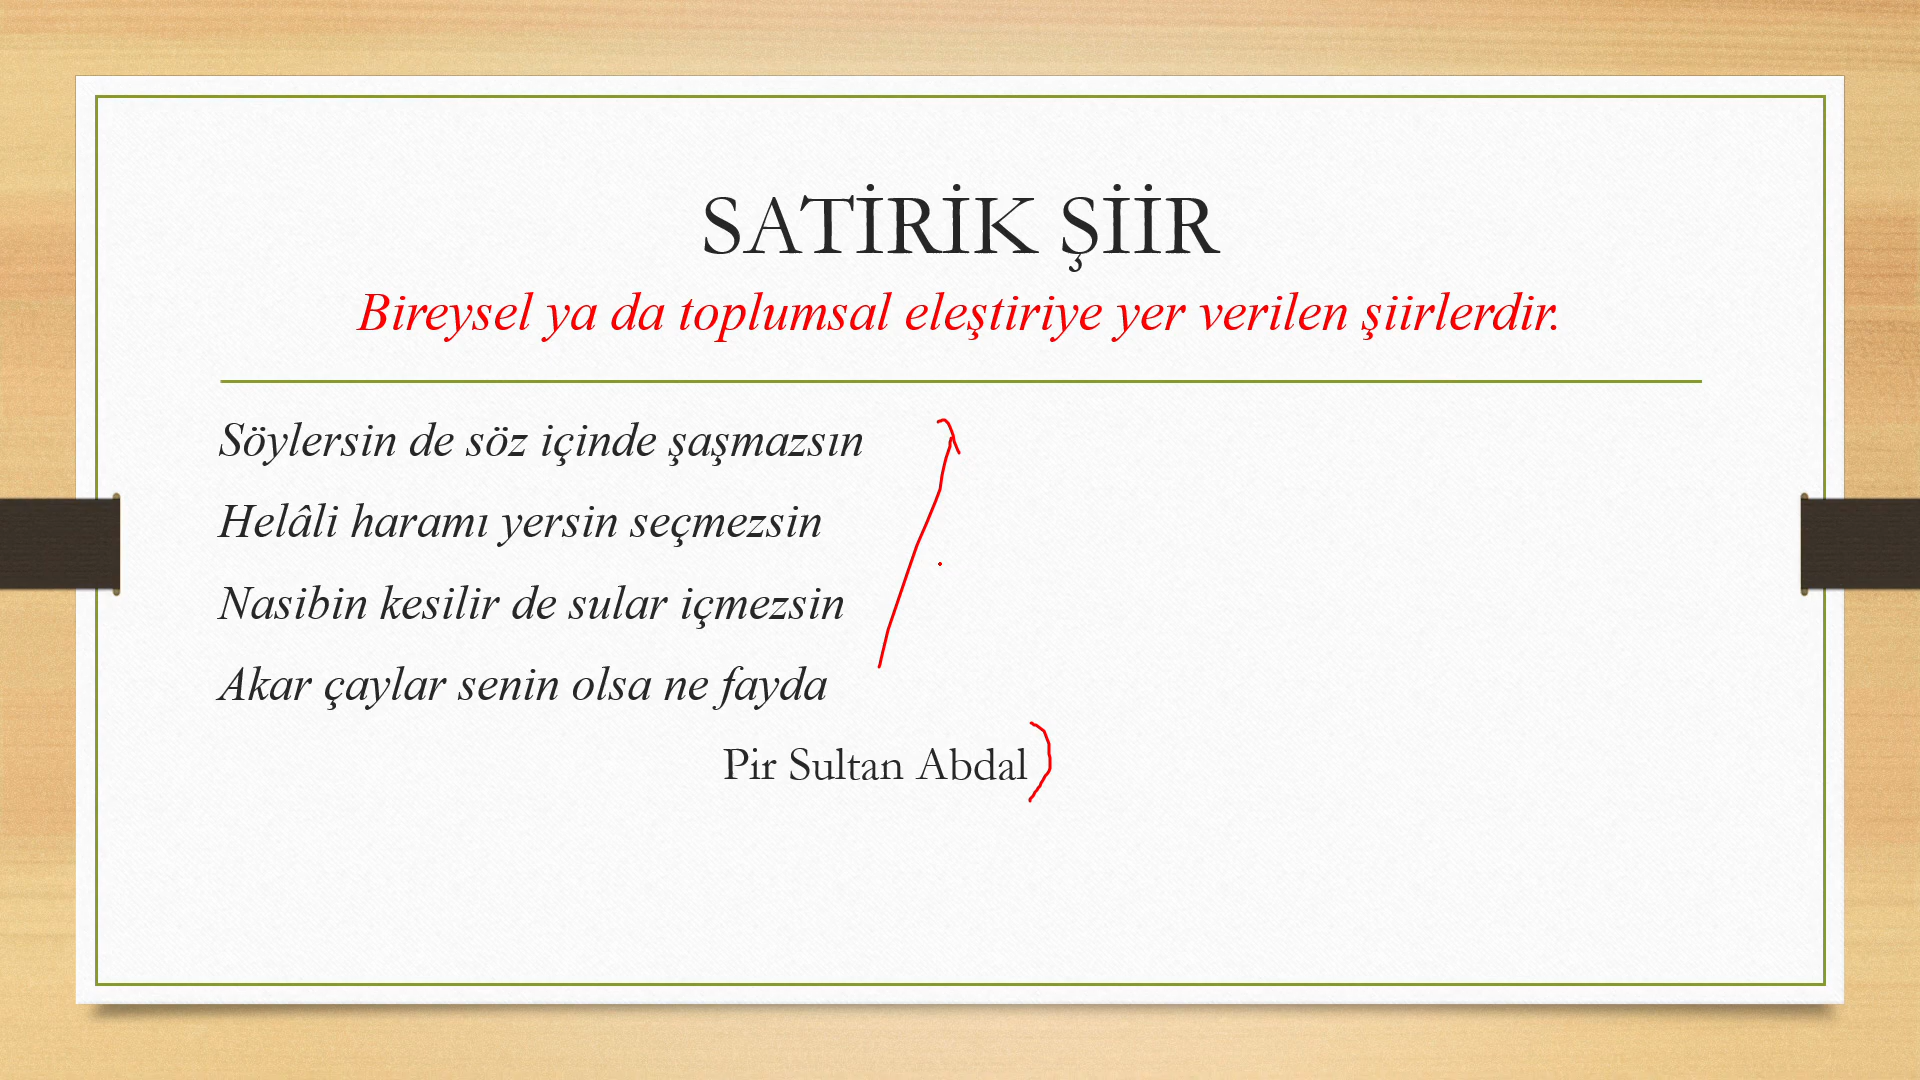 SATİRİK ŞİİR
Bireysel ya da toplumsal eleştiriye yer verilen şiirlerdir.
Söylersin de söz içinde şaşmazsın
Helâli haramı yersin seçmezsin
Nasibin kesilir de sular içmezsin
Akar çaylar senin olsa ne fayda
Pir Sultan Abdal